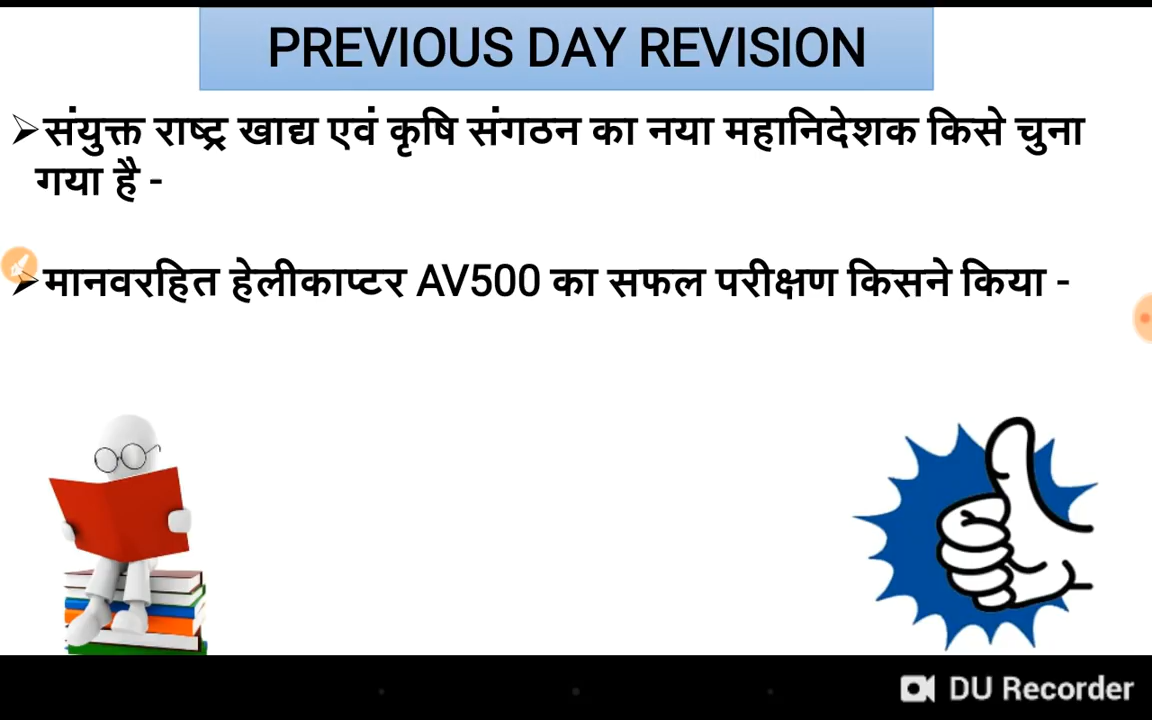 PREVIOUS DAY REVISION
➢संयुक्त राष्ट्र खाद्य एवं कृषि संगठन का नया महानिदेशक किसे चुना
गया है -
➢मानवरहित हेलीकाप्टर AV500 का सफल परीक्षण किसने किया -
DU Recorder